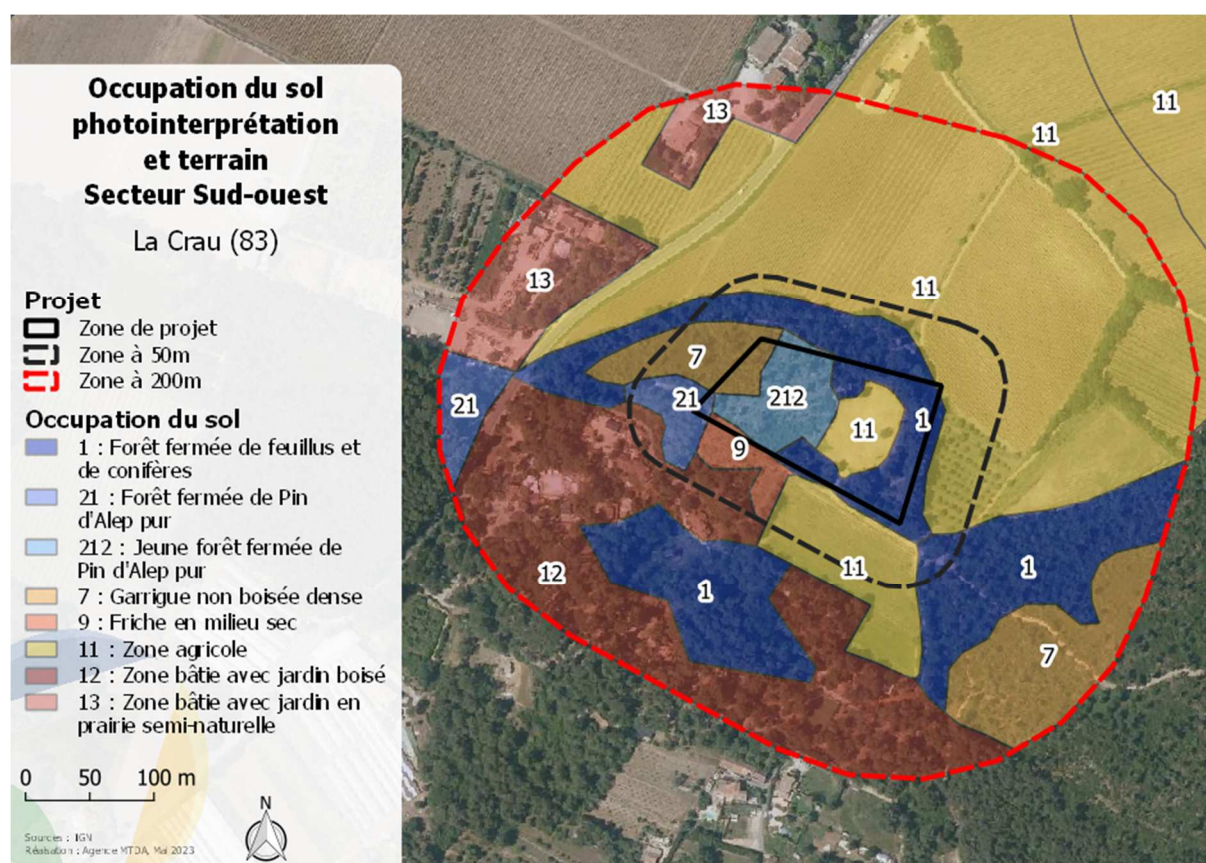 Occupation du sol
photointerprétation
et terrain
Secteur Sud-ouest
La Crau (83)
Projet
Zone de projet
Zone à 50m
Zone à 200m
Occupation du sol
1 : Forêt fermée de feuillus et
de conifères
21 : Forêt fermée de Pin
d'Alep pur
212 : Jeune forêt fermée de
Pin d'Alep pur
7 : Garrigue non boisée dense
9 : Friche en milieu sec
11 : Zone agricole
12 : Zone bâtie avec jardin boisé
13 : Zone bâtie avec jardin en
prairie semi-naturelle
0 50 100 m
N
Sources : IGN
Réalisation : Agence MTDA, Mai 2023
13
11
11
13
11
7
21
21
212
1
11
9
12
1
11
1
7